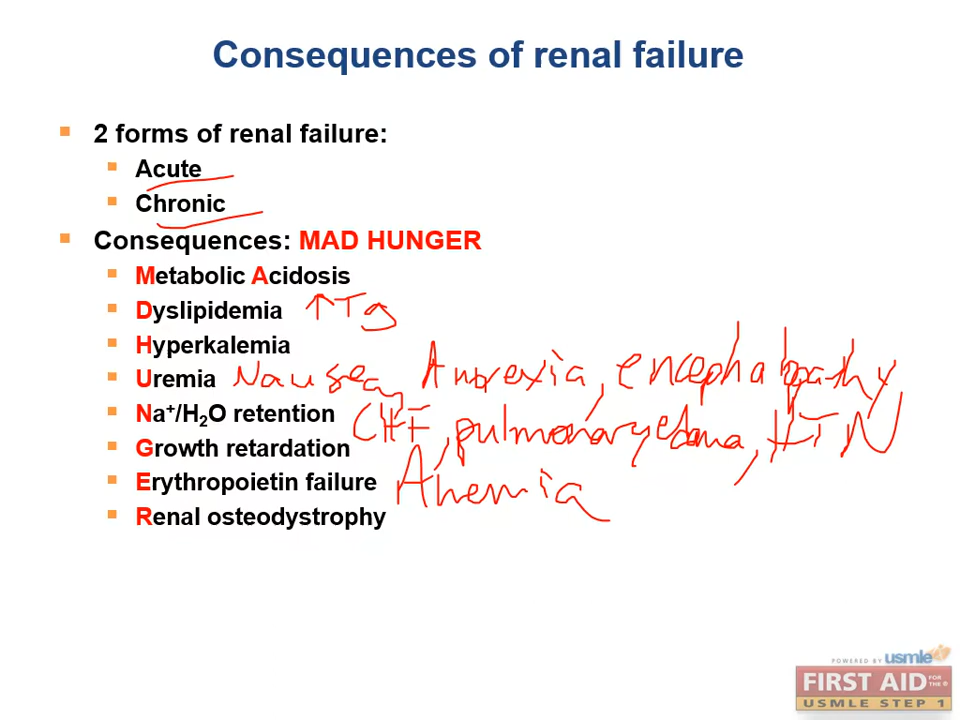 Consequences of renal failure
2 forms of renal failure:
Acute
Chronic
Consequences: MAD HUNGER
Metabolic Acidosis
Dyslipidemia ↑Tg
Hyperkalemia
Uremia Nausea, Anorexia, encephalopathy
Na⁺/H₂O retention CHF, pulmonary edema, HTN
Growth retardation
Erythropoietin failure Anemia
Renal osteodystrophy
POWERED BY usmle
FIRST AID FOR THE ®
USMLE STEP 1